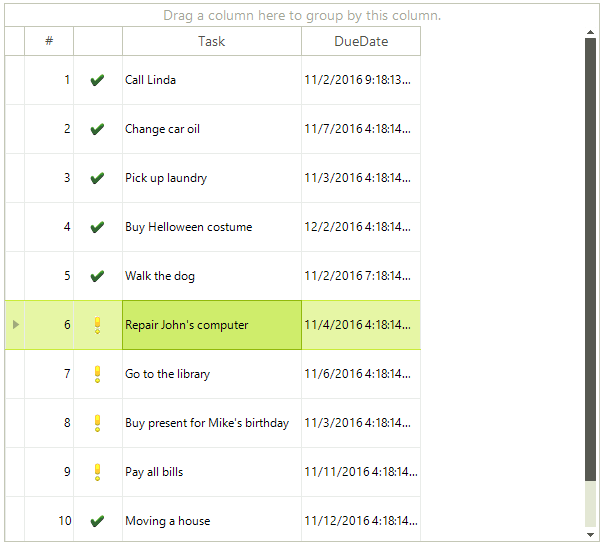 Drag a column here to group by this column.
# Task DueDate
1 Call Linda 11/2/2016 9:18:13...
2 Change car oil 11/7/2016 4:18:14...
3 Pick up laundry 11/3/2016 4:18:14...
4 Buy Helloween costume 12/2/2016 4:18:14...
5 Walk the dog 11/2/2016 7:18:14...
6 Repair John's computer 11/4/2016 4:18:14...
7 Go to the library 11/6/2016 4:18:14...
8 Buy present for Mike's birthday 11/3/2016 4:18:14...
9 Pay all bills 11/11/2016 4:18:14...
10 Moving a house 11/12/2016 4:18:14...